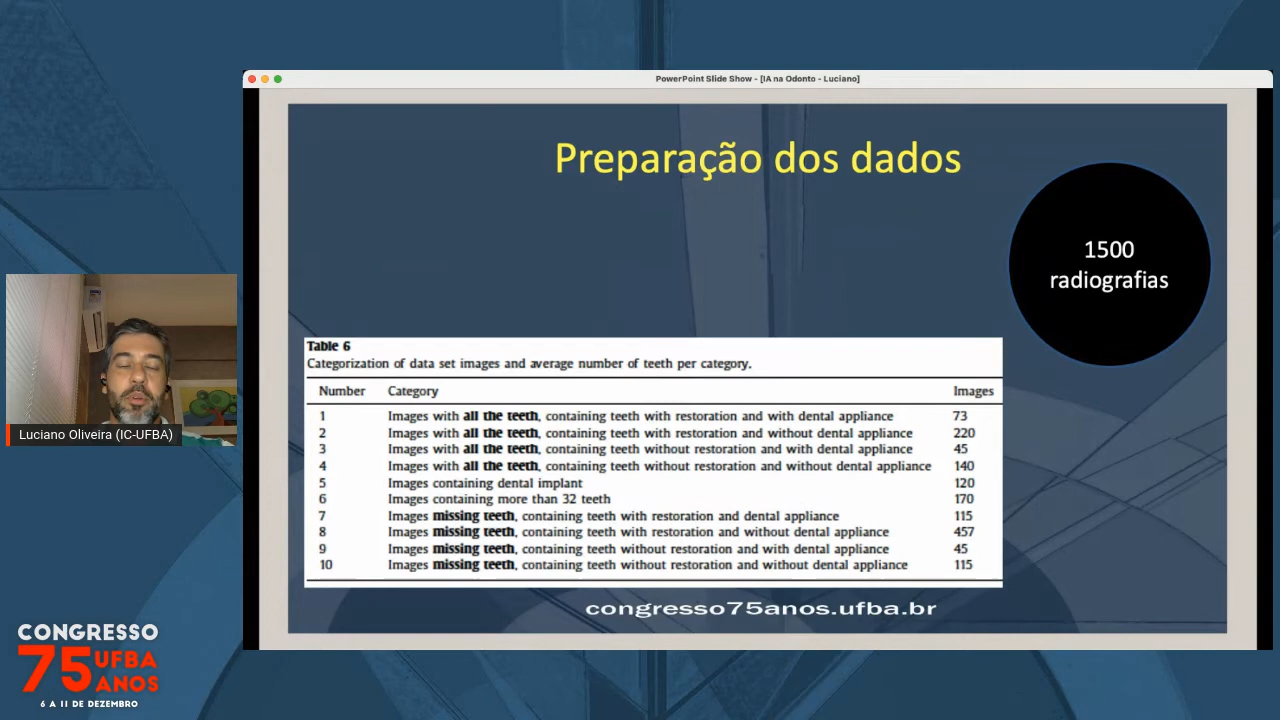 PowerPoint Slide Show - [IA na Odonto - Luciano]
Preparação dos dados
1500
radiografias
Table 6
Categorization of data set images and average number of teeth per category.
Number Category Images
1 Images with all the teeth, containing teeth with restoration and with dental appliance 73
2 Images with all the teeth, containing teeth with restoration and without dental appliance 220
3 Images with all the teeth, containing teeth without restoration and with dental appliance 45
4 Images with all the teeth, containing teeth without restoration and without dental appliance 140
5 Images containing dental implant 120
6 Images containing more than 32 teeth 170
7 Images missing teeth, containing teeth with restoration and dental appliance 115
8 Images missing teeth, containing teeth with restoration and without dental appliance 457
9 Images missing teeth, containing teeth without restoration and with dental appliance 45
10 Images missing teeth, containing teeth without restoration and without dental appliance 115
congresso75anos.ufba.br
Luciano Oliveira (IC-UFBA)
CONGRESSO
75 UFBA
ANOS
6 A 11 DE DEZEMBRO